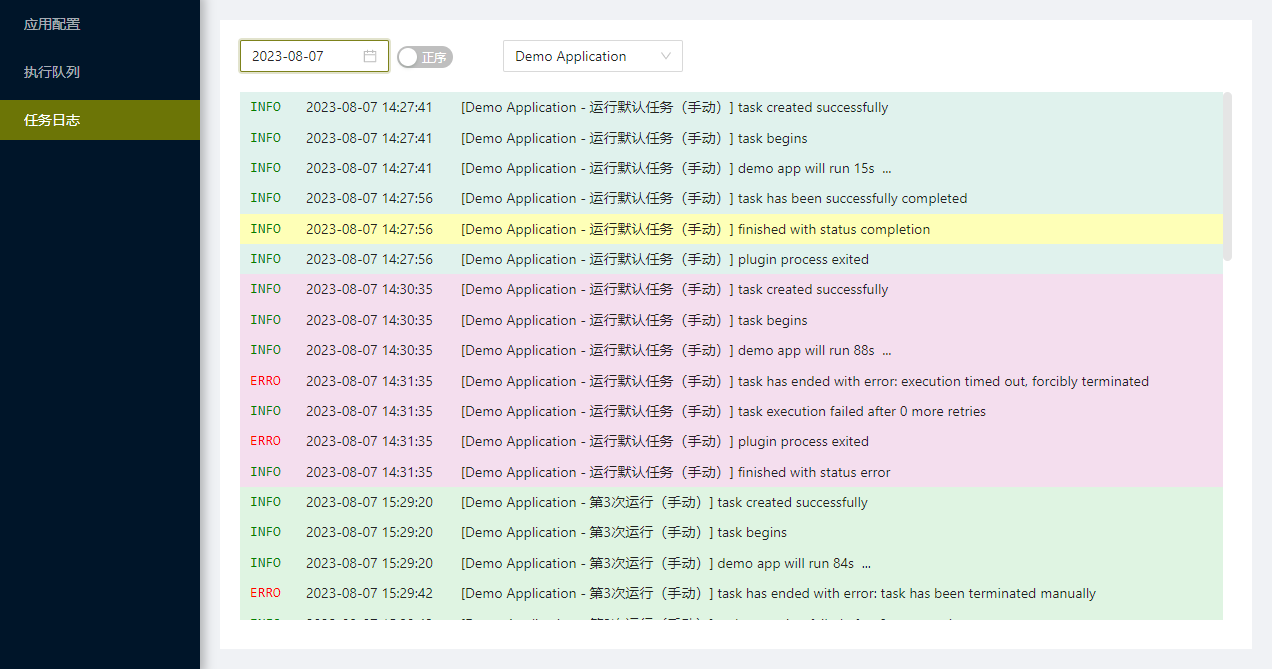 应用配置
执行队列
任务日志
2023-08-07 正序 Demo Application
INFO 2023-08-07 14:27:41 [Demo Application - 运行默认任务（手动）] task created successfully
INFO 2023-08-07 14:27:41 [Demo Application - 运行默认任务（手动）] task begins
INFO 2023-08-07 14:27:41 [Demo Application - 运行默认任务（手动）] demo app will run 15s ...
INFO 2023-08-07 14:27:56 [Demo Application - 运行默认任务（手动）] task has been successfully completed
INFO 2023-08-07 14:27:56 [Demo Application - 运行默认任务（手动）] finished with status completion
INFO 2023-08-07 14:27:56 [Demo Application - 运行默认任务（手动）] plugin process exited
INFO 2023-08-07 14:30:35 [Demo Application - 运行默认任务（手动）] task created successfully
INFO 2023-08-07 14:30:35 [Demo Application - 运行默认任务（手动）] task begins
INFO 2023-08-07 14:30:35 [Demo Application - 运行默认任务（手动）] demo app will run 88s ...
ERRO 2023-08-07 14:31:35 [Demo Application - 运行默认任务（手动）] task has ended with error: execution timed out, forcibly terminated
INFO 2023-08-07 14:31:35 [Demo Application - 运行默认任务（手动）] task execution failed after 0 more retries
ERRO 2023-08-07 14:31:35 [Demo Application - 运行默认任务（手动）] plugin process exited
INFO 2023-08-07 14:31:35 [Demo Application - 运行默认任务（手动）] finished with status error
INFO 2023-08-07 15:29:20 [Demo Application - 第3次运行（手动）] task created successfully
INFO 2023-08-07 15:29:20 [Demo Application - 第3次运行（手动）] task begins
INFO 2023-08-07 15:29:20 [Demo Application - 第3次运行（手动）] demo app will run 84s ...
ERRO 2023-08-07 15:29:42 [Demo Application - 第3次运行（手动）] task has ended with error: task has been terminated manually